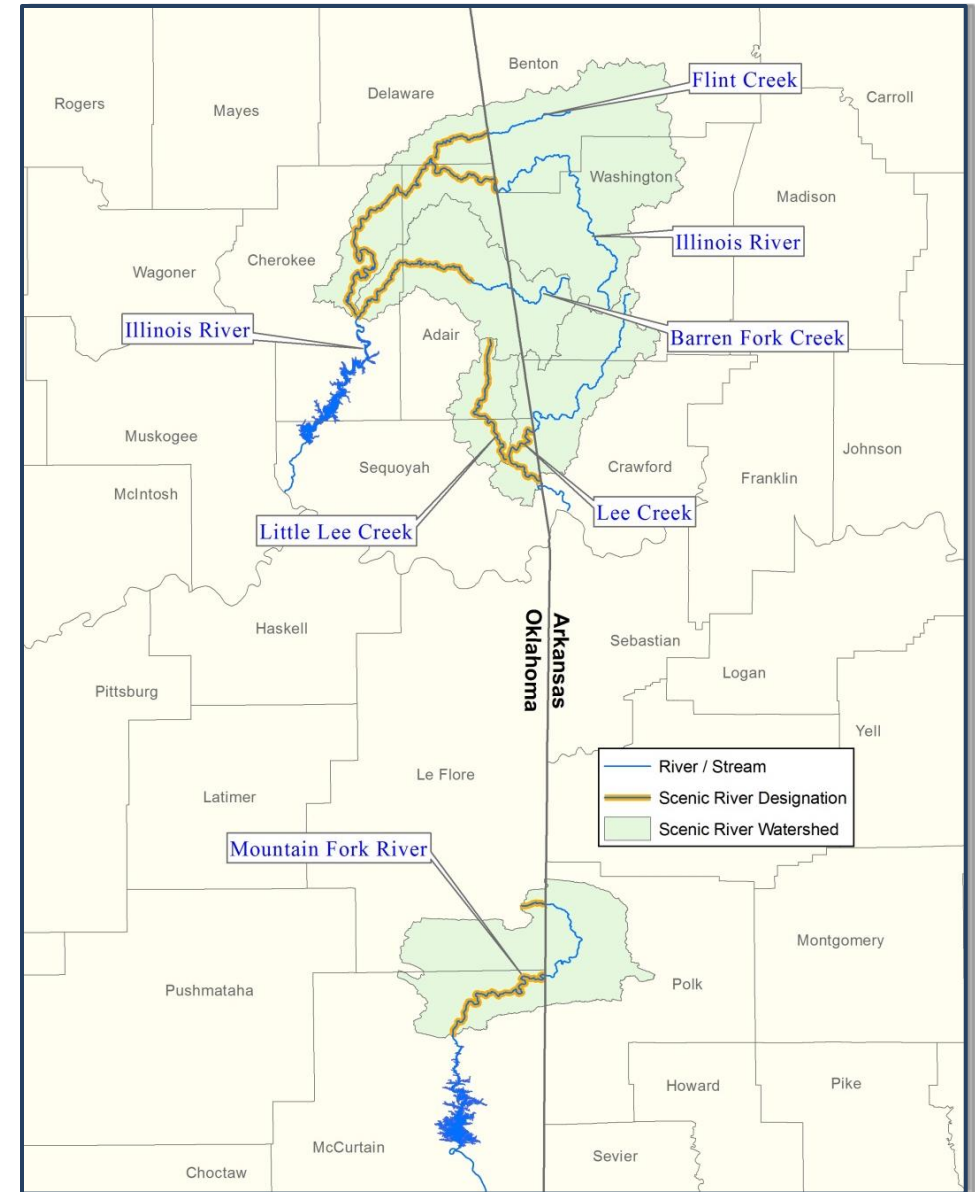 Benton
Flint Creek
Delaware
Carroll
Rogers
Mayes
Washington
Madison
Illinois River
Cherokee
Wagoner
Illinois River
Adair
Barren Fork Creek
Muskogee
Johnson
Sequoyah
Crawford
Franklin
McIntosh
Lee Creek
Little Lee Creek
Arkansas
Oklahoma
Haskell
Sebastian
Logan
Pittsburg
Yell
River / Stream
Scenic River Designation
Scenic River Watershed
Le Flore
Latimer
Mountain Fork River
Montgomery
Pushmataha
Polk
Howard
Pike
McCurtain
Sevier
Choctaw